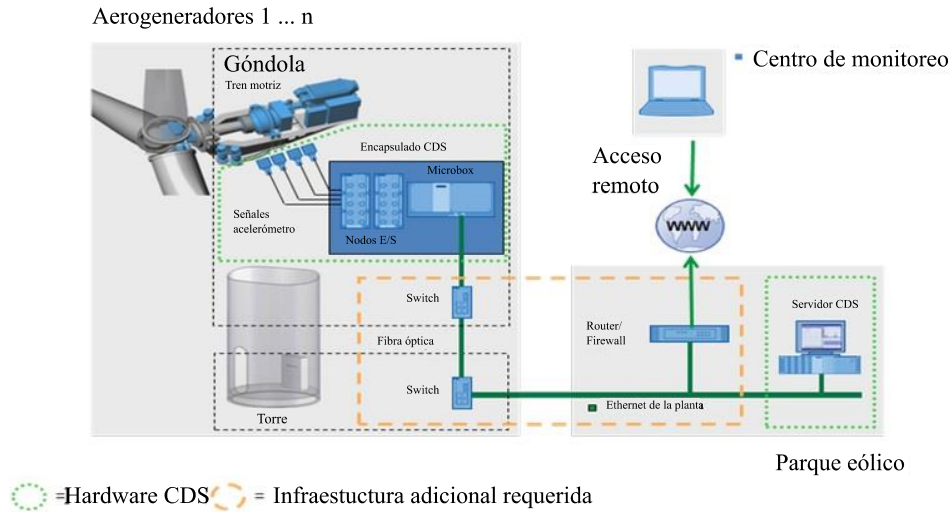 Aerogeneradores 1 ... n
Góndola
Tren motriz
Centro de monitoreo
Encapsulado CDS
Microbox
Acceso
remoto
Señales
acelerómetro
Nodos E/S
WWW
Switch
Servidor CDS
Router/
Firewall
Fibra óptica
Switch
Ethernet de la planta
Torre
Parque eólico
=Hardware CDS
= Infraestuctura adicional requerida